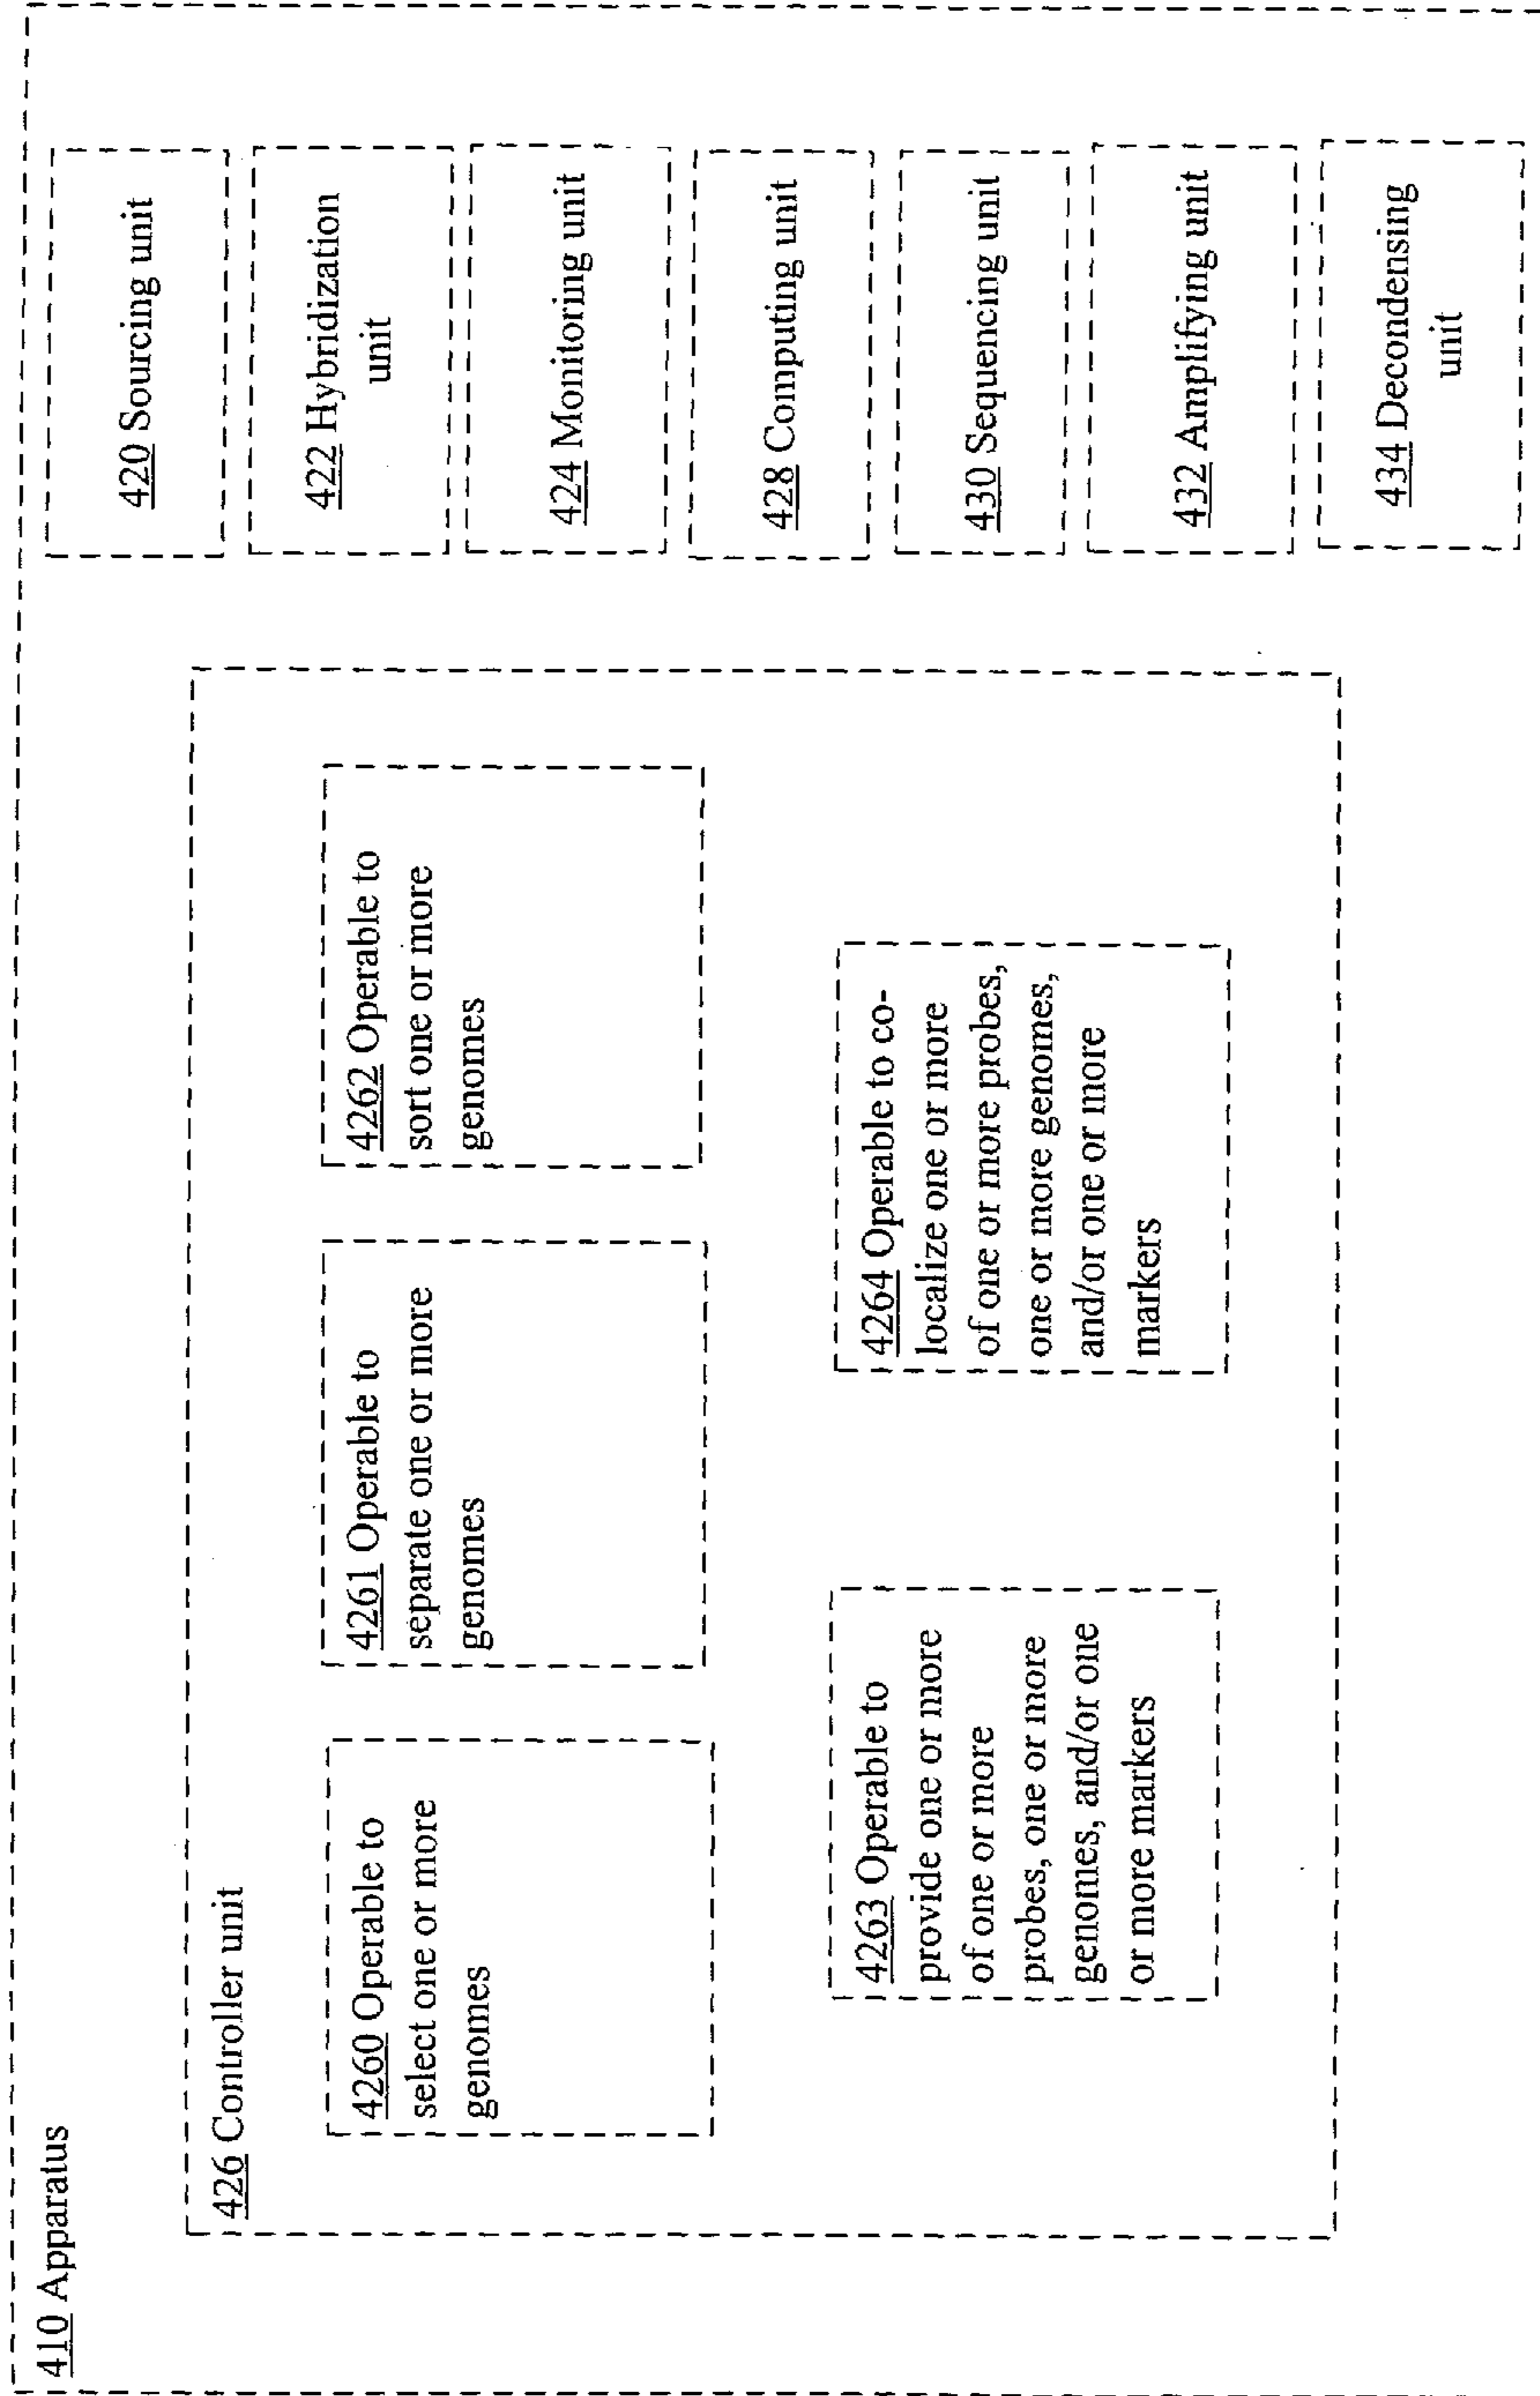 410 Apparatus
426 Controller unit
4260 Operable to
select one or more
genomes
4261 Operable to
separate one or more
genomes
4262 Operable to
sort one or more
genomes
4263 Operable to
provide one or more
of one or more
probes, one or more
genomes, and/or one
or more markers
4264 Operable to co-
localize one or more
of one or more probes,
one or more genomes,
and/or one or more
markers
420 Sourcing unit
422 Hybridization
unit
424 Monitoring unit
428 Computing unit
430 Sequencing unit
432 Amplifying unit
434 Decondensing
unit